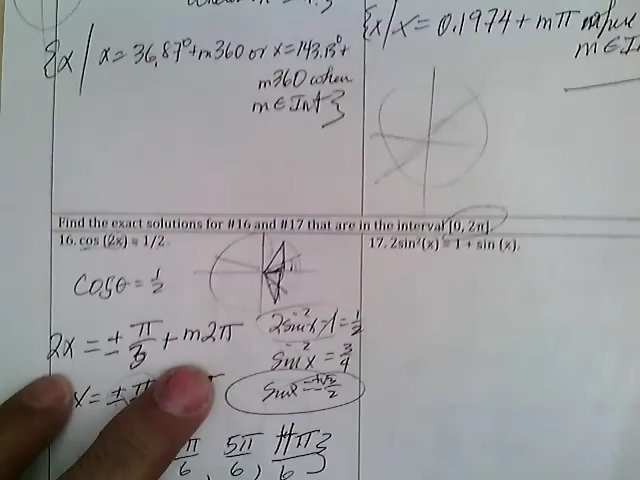 {x / x = 36.87° + m360 or x = 143.13° +
m360 when
m ∈ Int}
{x / x = 0.1974 + mπ where
m ∈ In
Find the exact solutions for #16 and #17 that are in the interval [0, 2π].
16. cos (2x) = 1/2
cos θ = 1/2
2x = ± π/3 + m2π
x = ± π
π/6, 5π/6, 11π/6}
2sin²x - 1 = 1/2
sin²x = 3/4
sin x = ±√3/2
17. 2sin²(x) = 1 + sin (x).